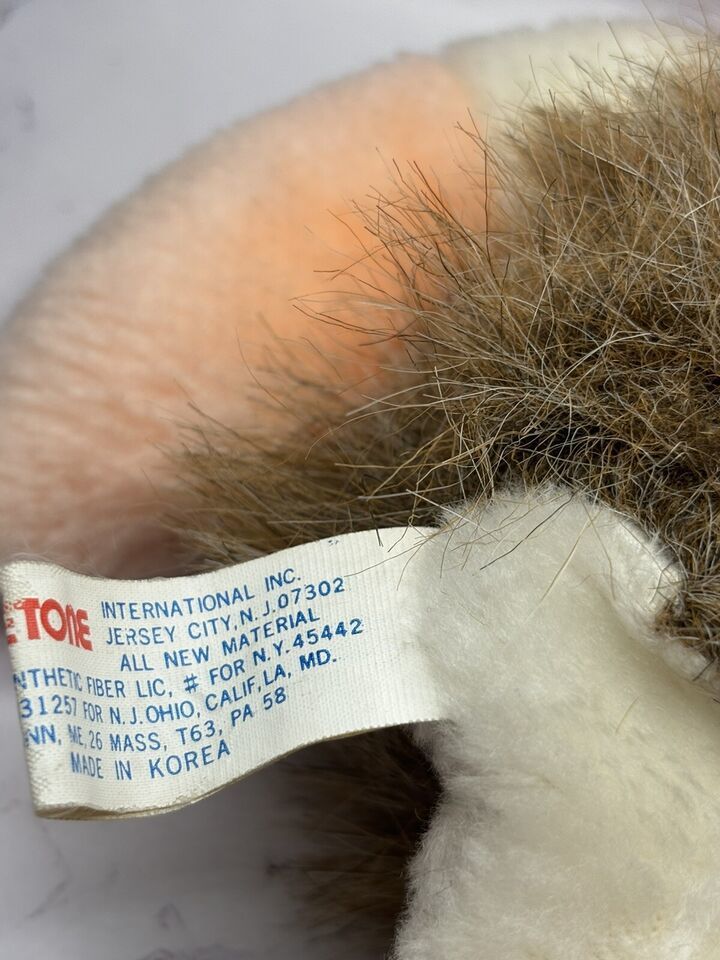 TONE
INTERNATIONAL INC.
JERSEY CITY, N.J.07302
ALL NEW MATERIAL
NTHETIC FIBER LIC, # FOR N.Y. 45442
31257 FOR N.J.OHIO, CALIF,LA, MD.
NN, ME,26 MASS, T63, PA 58
MADE IN KOREA